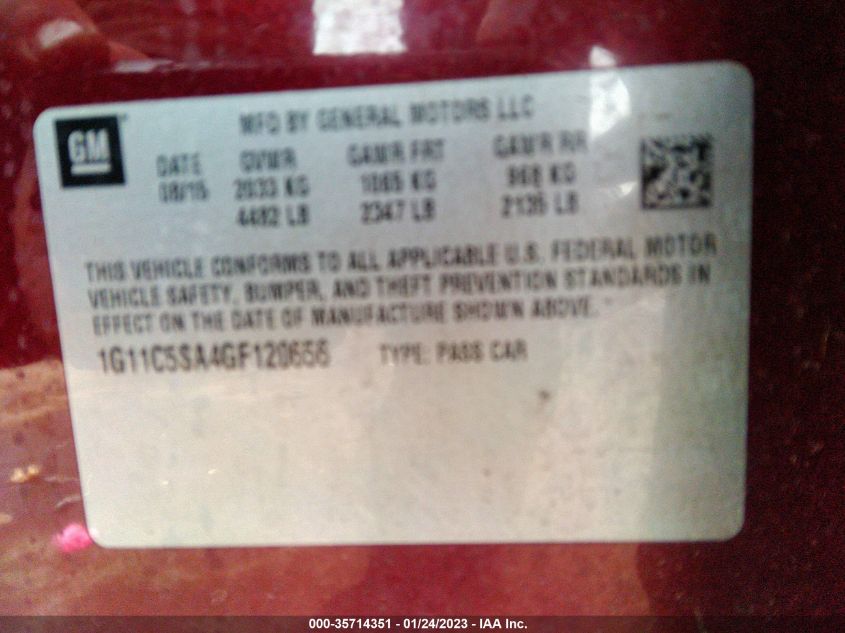 GM
MFD BY GENERAL MOTORS LLC
DATE GVWR GAWR FRT GAWR RR
08/15 2033 KG 1065 KG 968 KG
4482 LB 2347 LB 2135 LB
THIS VEHICLE CONFORMS TO ALL APPLICABLE U.S. FEDERAL MOTOR
VEHICLE SAFETY, BUMPER, AND THEFT PREVENTION STANDARDS IN
EFFECT ON THE DATE OF MANUFACTURE SHOWN ABOVE.
1G11C5SA4GF120656 TYPE: PASS CAR
000-35714351 - 01/24/2023 - IAA Inc.